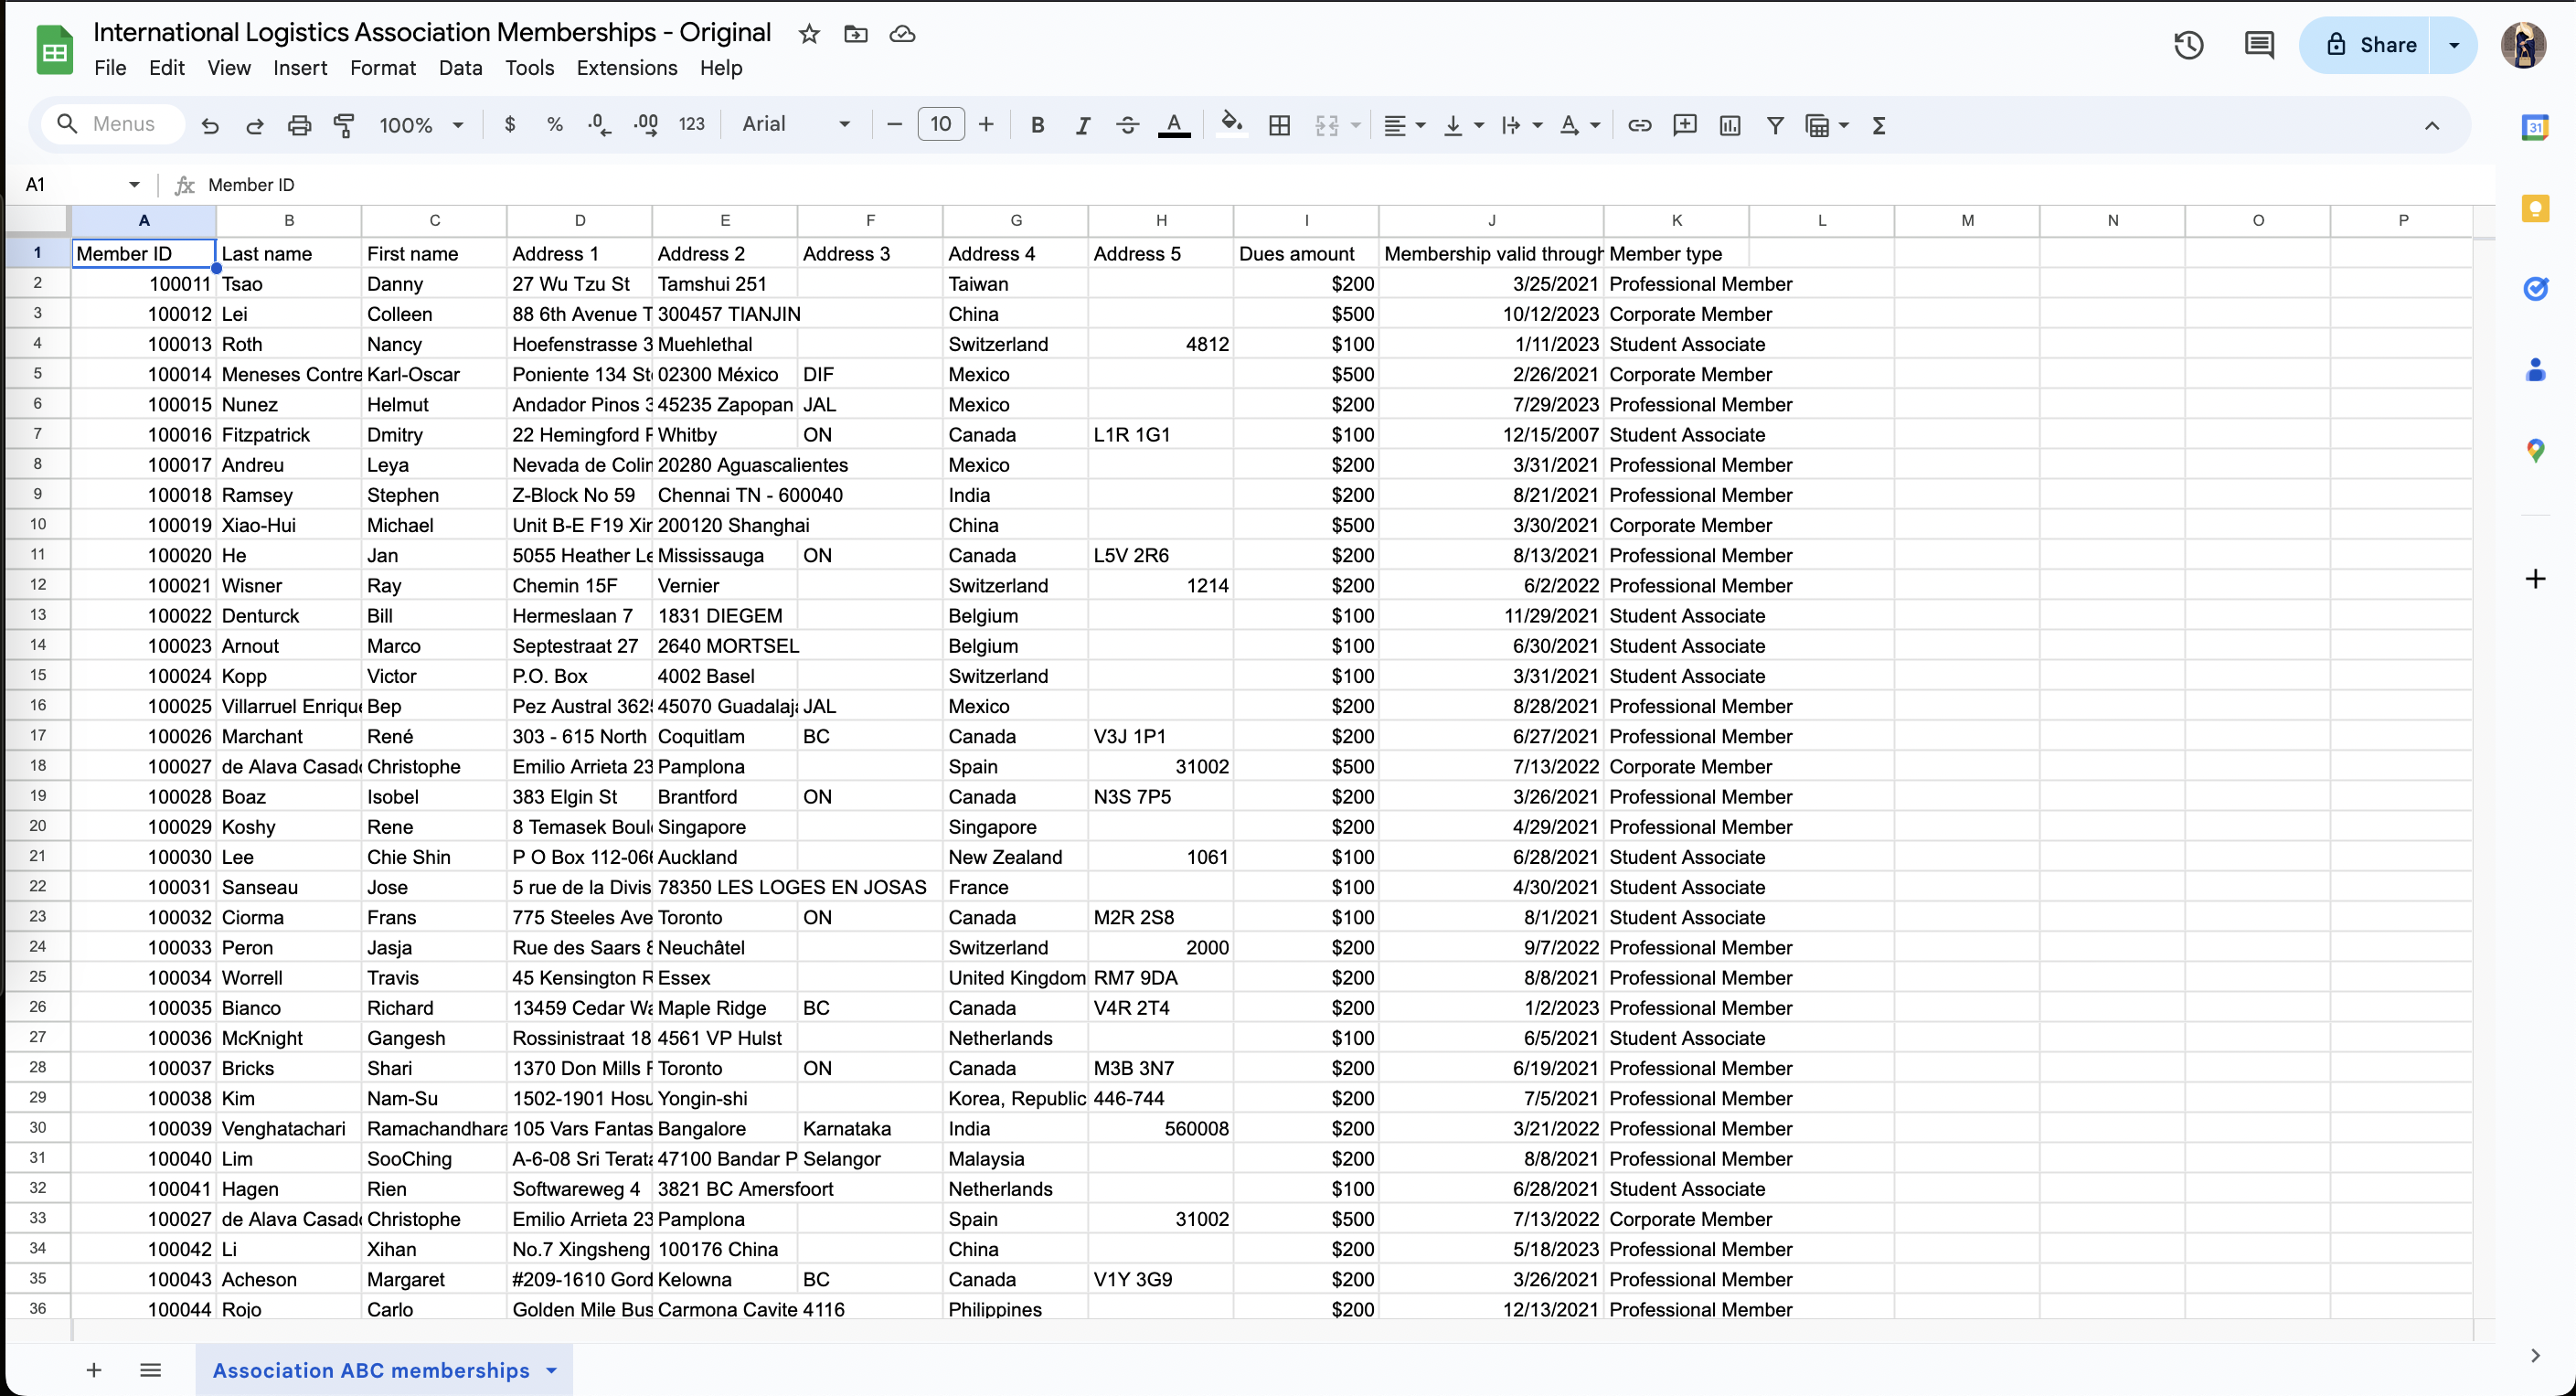 International Logistics Association Memberships - Original
File Edit View Insert Format Data Tools Extensions Help
Share
Menus 100% $ % .0 .00 123 Arial 10 B I A A Σ
31
A1 fx Member ID
A B C D E F G H I J K L M N O P
1 Member ID Last name First name Address 1 Address 2 Address 3 Address 4 Address 5 Dues amount Membership valid through Member type
2 100011 Tsao Danny 27 Wu Tzu St Tamshui 251 Taiwan $200 3/25/2021 Professional Member
3 100012 Lei Colleen 88 6th Avenue T 300457 TIANJIN China $500 10/12/2023 Corporate Member
4 100013 Roth Nancy Hoefenstrasse 3 Muehlethal Switzerland 4812 $100 1/11/2023 Student Associate
5 100014 Meneses Contre Karl-Oscar Poniente 134 St 02300 México DIF Mexico $500 2/26/2021 Corporate Member
6 100015 Nunez Helmut Andador Pinos 3 45235 Zapopan JAL Mexico $200 7/29/2023 Professional Member
7 100016 Fitzpatrick Dmitry 22 Hemingford Whitby ON Canada L1R 1G1 $100 12/15/2007 Student Associate
8 100017 Andreu Leya Nevada de Colin 20280 Aguascalientes Mexico $200 3/31/2021 Professional Member
9 100018 Ramsey Stephen Z-Block No 59 Chennai TN - 600040 India $200 8/21/2021 Professional Member
10 100019 Xiao-Hui Michael Unit B-E F19 Xin 200120 Shanghai China $500 3/30/2021 Corporate Member
11 100020 He Jan 5055 Heather Le Mississauga ON Canada L5V 2R6 $200 8/13/2021 Professional Member
12 100021 Wisner Ray Chemin 15F Vernier Switzerland 1214 $200 6/2/2022 Professional Member
13 100022 Denturck Bill Hermeslaan 7 1831 DIEGEM Belgium $100 11/29/2021 Student Associate
14 100023 Arnout Marco Septestraat 27 2640 MORTSEL Belgium $100 6/30/2021 Student Associate
15 100024 Kopp Victor P.O. Box 4002 Basel Switzerland $100 3/31/2021 Student Associate
16 100025 Villarruel Enrique Bep Pez Austral 3625 45070 Guadalaja JAL Mexico $200 8/28/2021 Professional Member
17 100026 Marchant René 303 - 615 North Coquitlam BC Canada V3J 1P1 $200 6/27/2021 Professional Member
18 100027 de Alava Casado Christophe Emilio Arrieta 23 Pamplona Spain 31002 $500 7/13/2022 Corporate Member
19 100028 Boaz Isobel 383 Elgin St Brantford ON Canada N3S 7P5 $200 3/26/2021 Professional Member
20 100029 Koshy Rene 8 Temasek Boul Singapore Singapore $200 4/29/2021 Professional Member
21 100030 Lee Chie Shin P O Box 112-066 Auckland New Zealand 1061 $100 6/28/2021 Student Associate
22 100031 Sanseau Jose 5 rue de la Divis 78350 LES LOGES EN JOSAS France $100 4/30/2021 Student Associate
23 100032 Ciorma Frans 775 Steeles Ave Toronto ON Canada M2R 2S8 $100 8/1/2021 Student Associate
24 100033 Peron Jasja Rue des Saars 8 Neuchâtel Switzerland 2000 $200 9/7/2022 Professional Member
25 100034 Worrell Travis 45 Kensington R Essex United Kingdom RM7 9DA $200 8/8/2021 Professional Member
26 100035 Bianco Richard 13459 Cedar Wa Maple Ridge BC Canada V4R 2T4 $200 1/2/2023 Professional Member
27 100036 McKnight Gangesh Rossinistraat 18 4561 VP Hulst Netherlands $100 6/5/2021 Student Associate
28 100037 Bricks Shari 1370 Don Mills Toronto ON Canada M3B 3N7 $200 6/19/2021 Professional Member
29 100038 Kim Nam-Su 1502-1901 Hosu Yongin-shi Korea, Republic 446-744 $200 7/5/2021 Professional Member
30 100039 Venghatachari Ramachandhara 105 Vars Fantas Bangalore Karnataka India 560008 $200 3/21/2022 Professional Member
31 100040 Lim SooChing A-6-08 Sri Terata 47100 Bandar P Selangor Malaysia $200 8/8/2021 Professional Member
32 100041 Hagen Rien Softwareweg 4 3821 BC Amersfoort Netherlands $100 6/28/2021 Student Associate
33 100027 de Alava Casado Christophe Emilio Arrieta 23 Pamplona Spain 31002 $500 7/13/2022 Corporate Member
34 100042 Li Xihan No.7 Xingsheng 100176 China China $200 5/18/2023 Professional Member
35 100043 Acheson Margaret #209-1610 Gord Kelowna BC Canada V1Y 3G9 $200 3/26/2021 Professional Member
36 100044 Rojo Carlo Golden Mile Bus Carmona Cavite 4116 Philippines $200 12/13/2021 Professional Member
Association ABC memberships